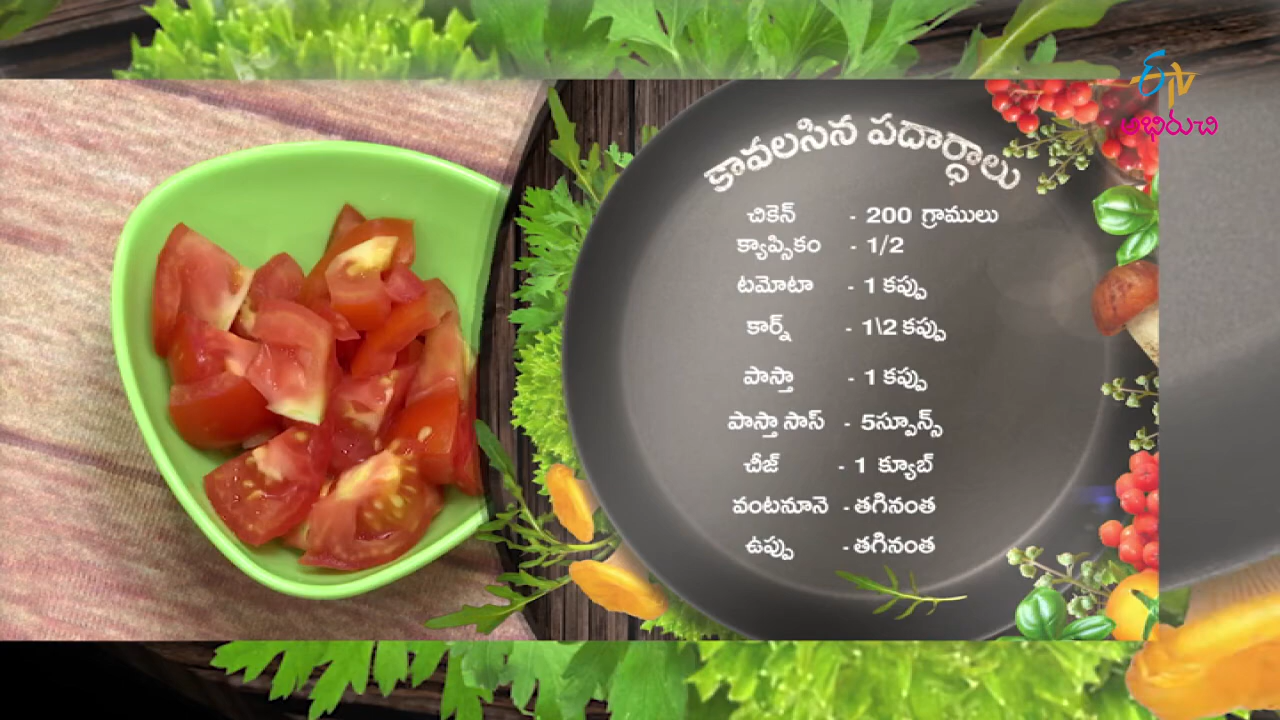 ఈ tv
అభిరుచి
కావలసిన పదార్ధాలు
చికెన్ - 200 గ్రాములు
క్యాప్సికం - 1/2
టమోటా - 1 కప్పు
కార్న్ - 1\2 కప్పు
పాస్తా - 1 కప్పు
పాస్తా సాస్ - 5స్పూన్స్
చీజ్ - 1 క్యూబ్
వంటనూనె - తగినంత
ఉప్పు - తగినంత